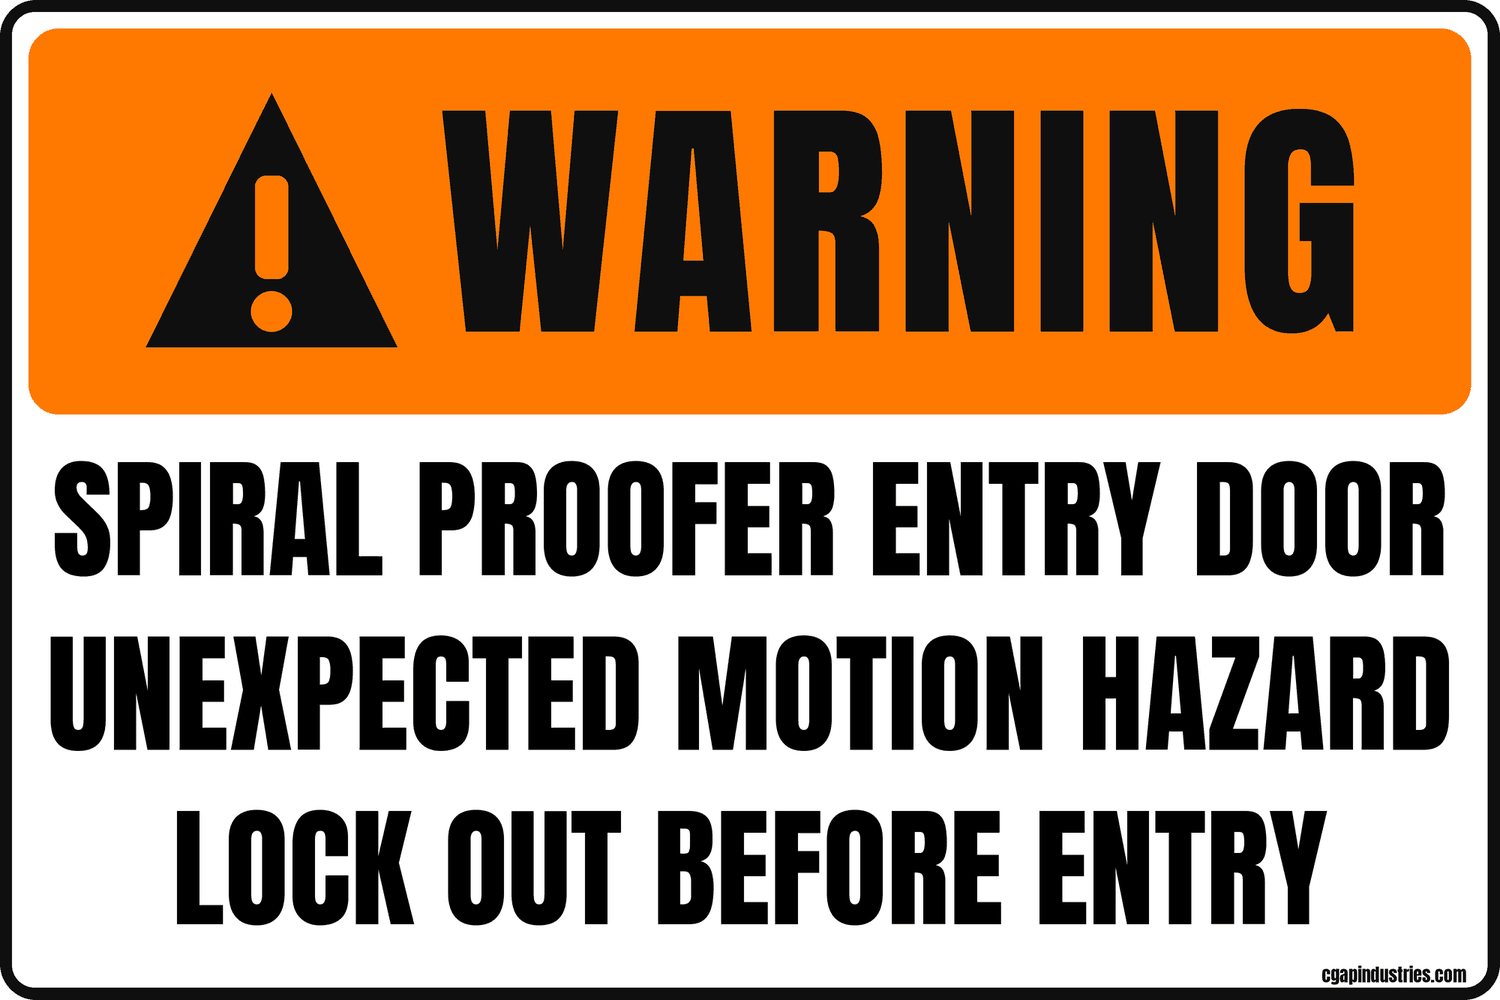 WARNING
SPIRAL PROOFER ENTRY DOOR
UNEXPECTED MOTION HAZARD
LOCK OUT BEFORE ENTRY
cgapindustries.com